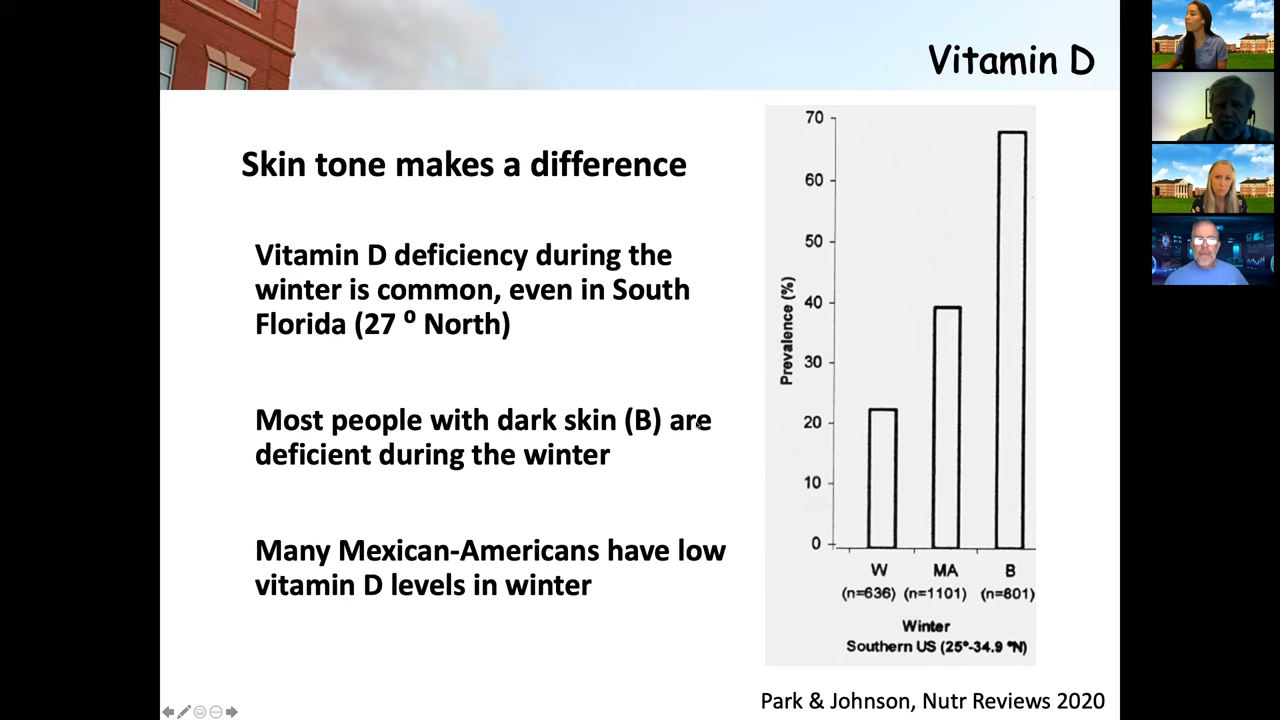 Vitamin D
Skin tone makes a difference
Vitamin D deficiency during the
winter is common, even in South
Florida (27 ⁰ North)
Most people with dark skin (B) are
deficient during the winter
Many Mexican-Americans have low
vitamin D levels in winter
Prevalence (%)
70
60
50
40
30
20
10
0
W MA B
(n=636) (n=1101) (n=801)
Winter
Southern US (25°-34.9 °N)
Park & Johnson, Nutr Reviews 2020